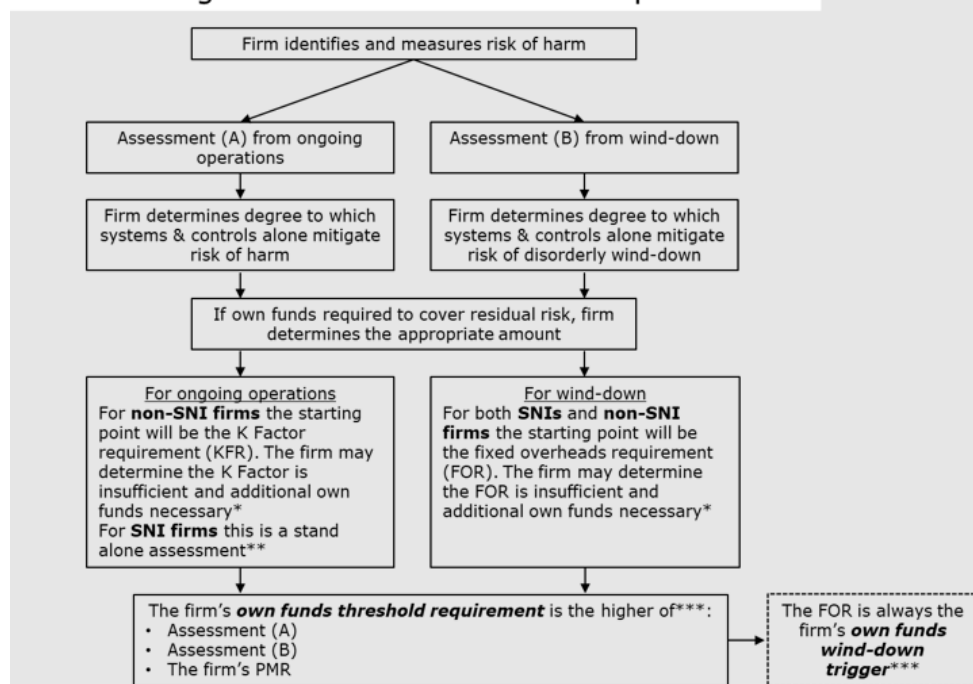 Firm identifies and measures risk of harm
Assessment (A) from ongoing
operations
Assessment (B) from wind-down
Firm determines degree to which
systems & controls alone mitigate
risk of harm
Firm determines degree to which
systems & controls alone mitigate
risk of disorderly wind-down
If own funds required to cover residual risk, firm
determines the appropriate amount
For ongoing operations
For non-SNI firms the starting
point will be the K Factor
requirement (KFR). The firm may
determine the K Factor is
insufficient and additional own
funds necessary*
For SNI firms this is a stand
alone assessment**
For wind-down
For both SNIs and non-SNI
firms the starting point will be
the fixed overheads requirement
(FOR). The firm may determine
the FOR is insufficient and
additional own funds necessary*
The firm's own funds threshold requirement is the higher of***:
• Assessment (A)
• Assessment (B)
• The firm's PMR
The FOR is always the
firm's own funds
wind-down
trigger***